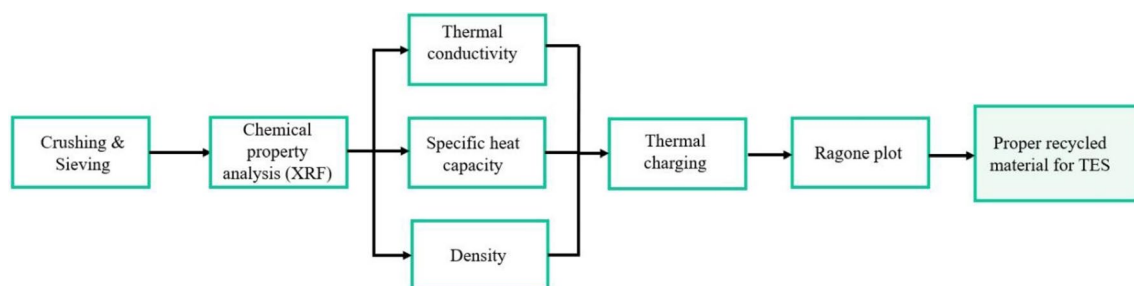 Crushing &
Sieving
Chemical
property
analysis (XRF)
Thermal
conductivity
Specific heat
capacity
Density
Thermal
charging
Ragone plot
Proper recycled
material for TES